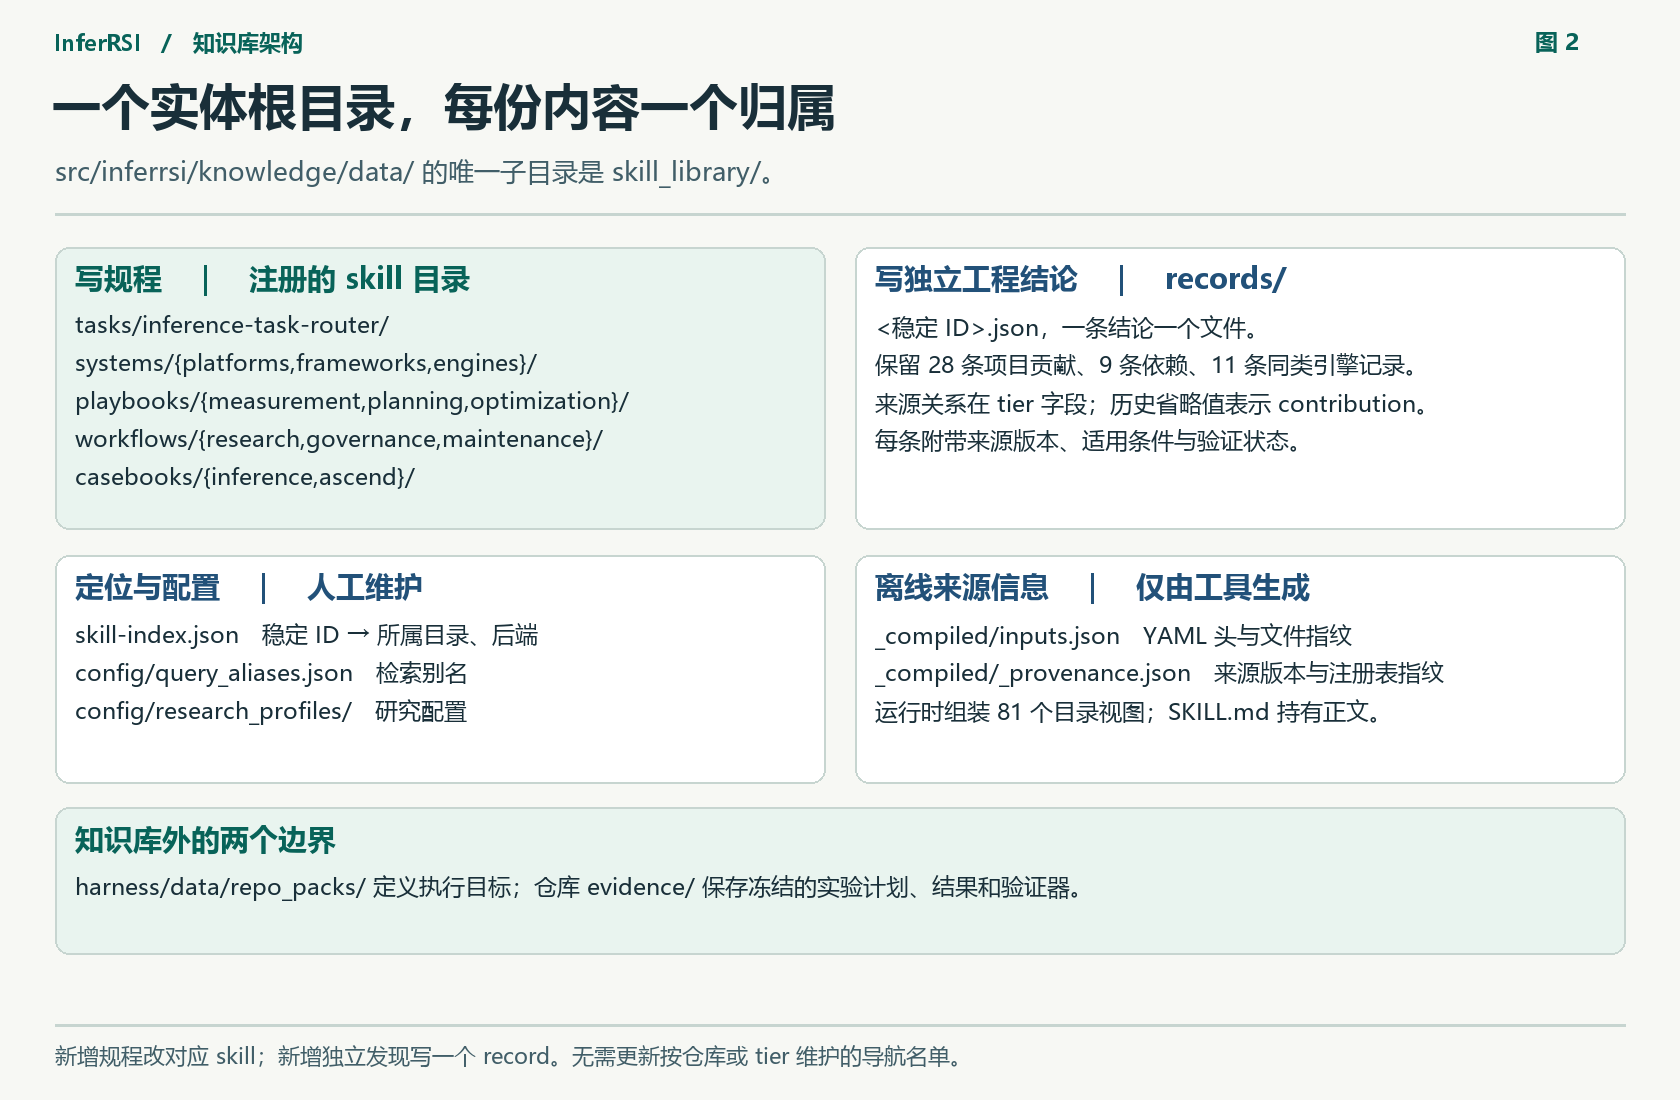 InferRSI / 知识库架构
图 2
一个实体根目录，每份内容一个归属
src/inferrsi/knowledge/data/ 的唯一子目录是 skill_library/。
写规程 | 注册的 skill 目录
tasks/inference-task-router/
systems/{platforms,frameworks,engines}/
playbooks/{measurement,planning,optimization}/
workflows/{research,governance,maintenance}/
casebooks/{inference,ascend}/
写独立工程结论 | records/
<稳定 ID>.json，一条结论一个文件。
保留 28 条项目贡献、9 条依赖、11 条同类引擎记录。
来源关系在 tier 字段；历史省略值表示 contribution。
每条附带来源版本、适用条件与验证状态。
定位与配置 | 人工维护
skill-index.json 稳定 ID → 所属目录、后端
config/query_aliases.json 检索别名
config/research_profiles/ 研究配置
离线来源信息 | 仅由工具生成
_compiled/inputs.json YAML 头与文件指纹
_compiled/_provenance.json 来源版本与注册表指纹
运行时组装 81 个目录视图；SKILL.md 持有正文。
知识库外的两个边界
harness/data/repo_packs/ 定义执行目标；仓库 evidence/ 保存冻结的实验计划、结果和验证器。
新增规程改对应 skill；新增独立发现写一个 record。无需更新按仓库或 tier 维护的导航名单。